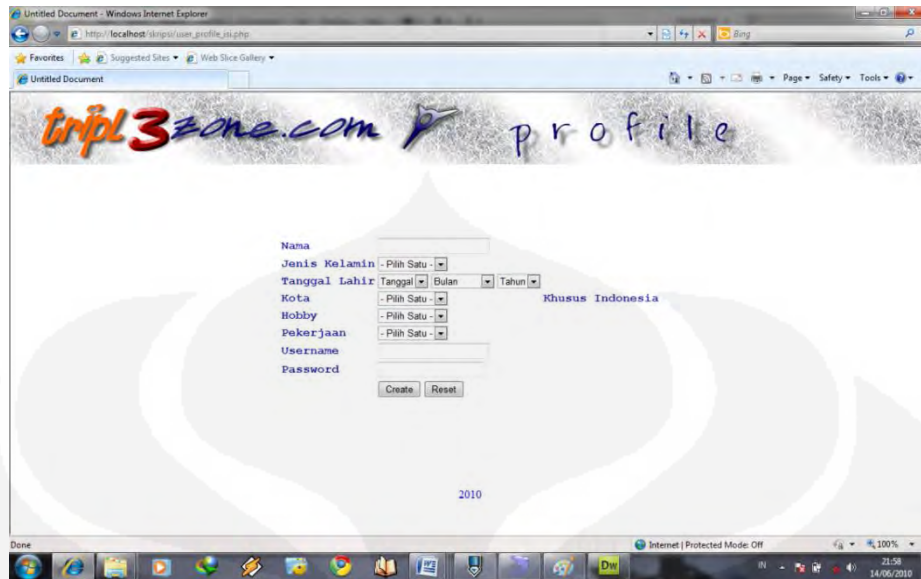 Untitled Document - Windows Internet Explorer
http://localhost/skripsi/user_profile_isi.php
Bing
Favorites Suggested Sites Web Slice Gallery
Untitled Document
Page Safety Tools
tripl3zone.com profile
Nama
Jenis Kelamin - Pilih Satu -
Tanggal Lahir Tanggal Bulan Tahun
Kota - Pilih Satu - Khusus Indonesia
Hobby - Pilih Satu -
Pekerjaan - Pilih Satu -
Username
Password
Create Reset
2010
Done Internet | Protected Mode: Off 100%
Dw IN 21:58
14/06/2010